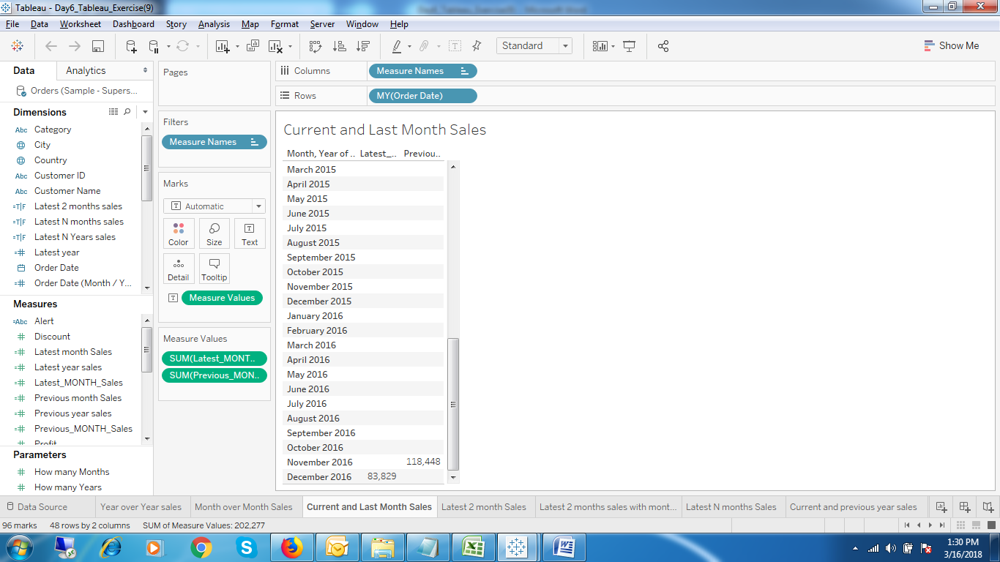 Tableau - Day6_Tableau_Exercise(9)
File Data Worksheet Dashboard Story Analysis Map Format Server Window Help
Standard
Show Me
Data Analytics
Orders (Sample - Supers...
Dimensions
Abc Category
City
Country
Abc Customer ID
Abc Customer Name
=T|F Latest 2 months sales
=T|F Latest N months sales
=T|F Latest N Years sales
=# Latest year
Order Date
=# Order Date (Month / Y...
Measures
=Abc Alert
# Discount
=# Latest month Sales
=# Latest year sales
=# Latest_MONTH_Sales
=# Previous month Sales
=# Previous year sales
=# Previous_MONTH_Sales
Profit
Parameters
# How many Months
# How many Years
Pages
Filters
Measure Names
Marks
T Automatic
Color Size Text
Detail Tooltip
T Measure Values
Measure Values
SUM(Latest_MONT..
SUM(Previous_MON..
Columns Measure Names
Rows MY(Order Date)
Current and Last Month Sales
Month, Year of .. Latest_.. Previou..
March 2015
April 2015
May 2015
June 2015
July 2015
August 2015
September 2015
October 2015
November 2015
December 2015
January 2016
February 2016
March 2016
April 2016
May 2016
June 2016
July 2016
August 2016
September 2016
October 2016
November 2016 118,448
December 2016 83,829
Data Source Year over Year sales Month over Month Sales Current and Last Month Sales Latest 2 month Sales Latest 2 months sales with mont... Latest N months Sales Current and previous year sales
96 marks 48 rows by 2 columns SUM of Measure Values: 202,277
1:30 PM
3/16/2018